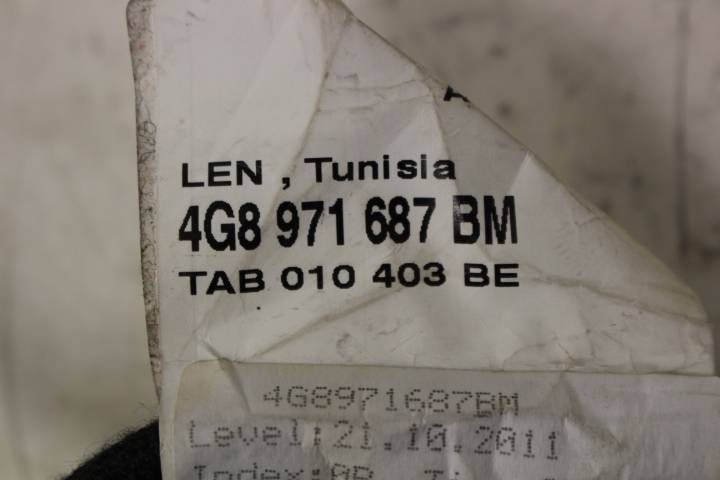 LEN , Tunisia
4G8 971 687 BM
TAB 010 403 BE
4G8971687BM
Level:21.10.2011